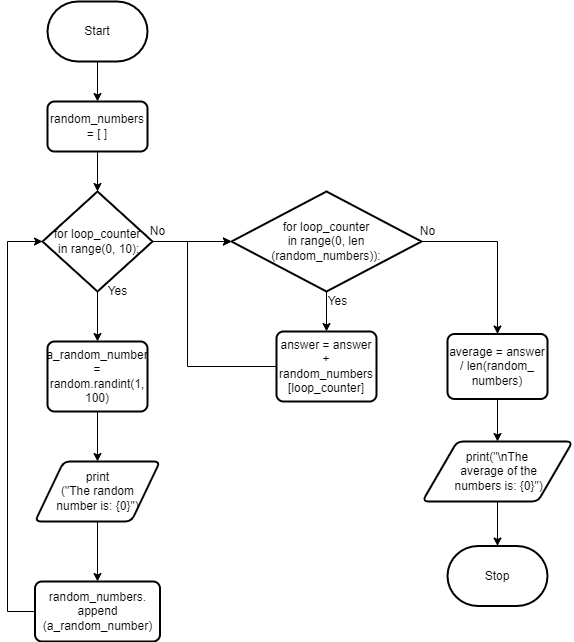 Start
random_numbers
= [ ]
for loop_counter
in range(0, 10):
No
Yes
a_random_number
=
random.randint(1,
100)
print
("The random
number is: {0}")
random_numbers.
append
(a_random_number)
for loop_counter
in range(0, len
(random_numbers)):
No
Yes
answer = answer
+
random_numbers
[loop_counter]
average = answer
/ len(random_
numbers)
print("\nThe
average of the
numbers is: {0}")
Stop